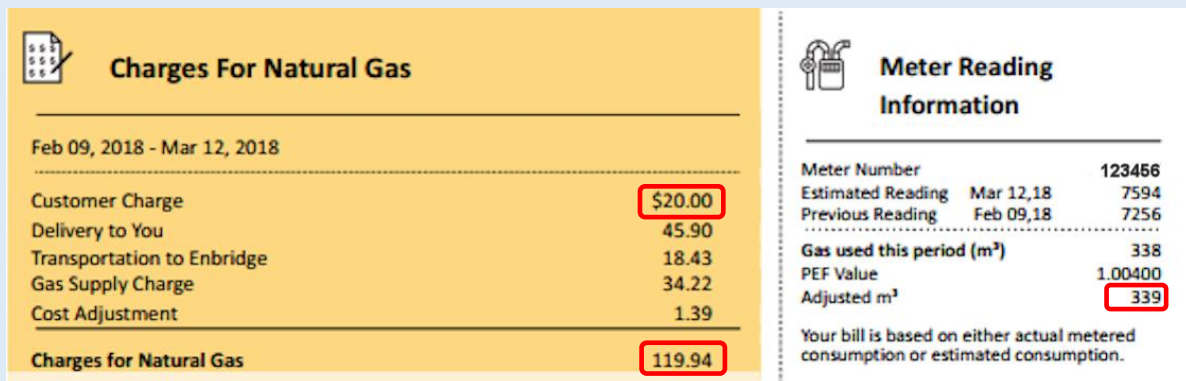 Charges For Natural Gas
Feb 09, 2018 - Mar 12, 2018
Customer Charge $20.00
Delivery to You 45.90
Transportation to Enbridge 18.43
Gas Supply Charge 34.22
Cost Adjustment 1.39
Charges for Natural Gas 119.94
Meter Reading
Information
Meter Number 123456
Estimated Reading Mar 12,18 7594
Previous Reading Feb 09,18 7256
Gas used this period (m³) 338
PEF Value 1.00400
Adjusted m³ 339
Your bill is based on either actual metered
consumption or estimated consumption.